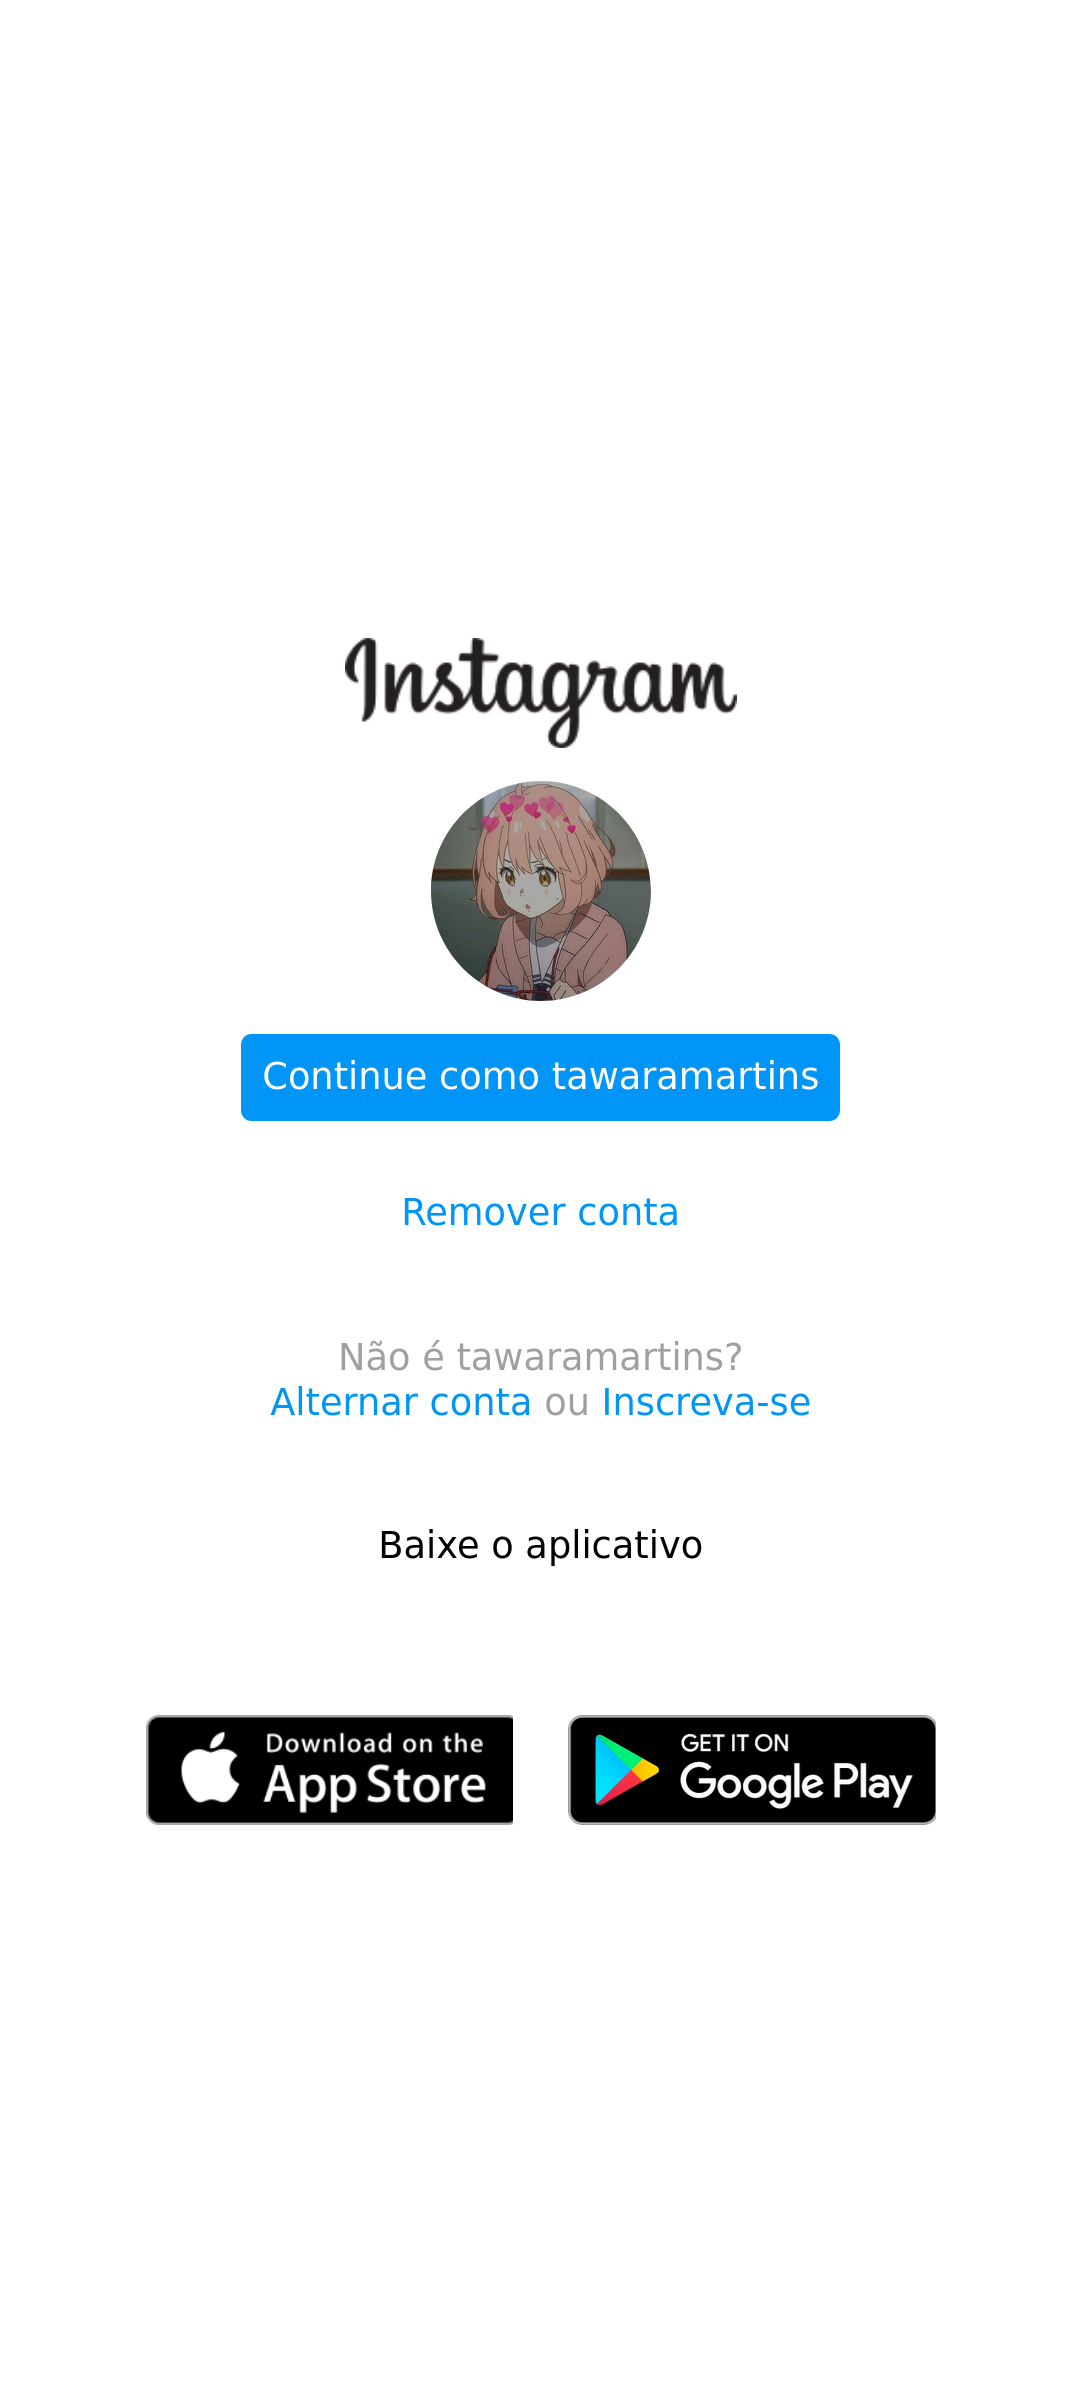 Instagram
Continue como tawaramartins
Remover conta
Não é tawaramartins?
Alternar conta ou Inscreva-se
Baixe o aplicativo
Download on the
App Store
GET IT ON
Google Play